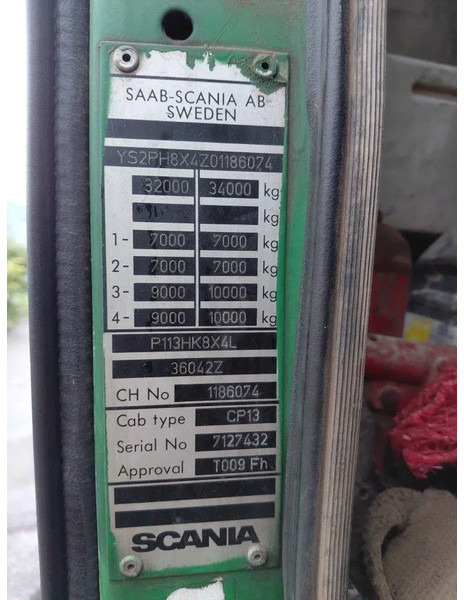 SAAB-SCANIA AB
SWEDEN
YS2PH8X4Z01186074
32000 34000 kg
kg
1- 7000 7000 kg
2- 7000 7000 kg
3- 9000 10000 kg
4- 9000 10000 kg
P113HK8X4L
36042Z
CH No 1186074
Cab type CP13
Serial No 7127432
Approval T009 Fh
SCANIA